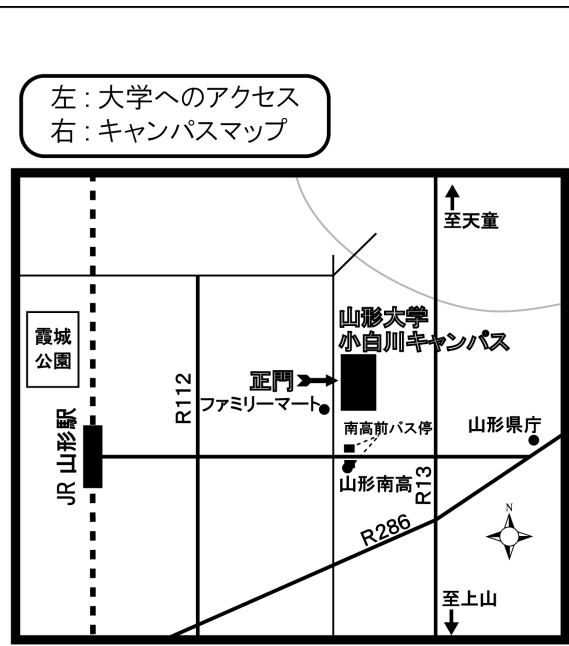 左：大学へのアクセス
右：キャンパスマップ
至天童
霞城
公園
山形大学
小白川キャンパス
正門
R112
ファミリーマート
南高前バス停
山形県庁
JR 山形駅
山形南高
R13
R286
N
至上山